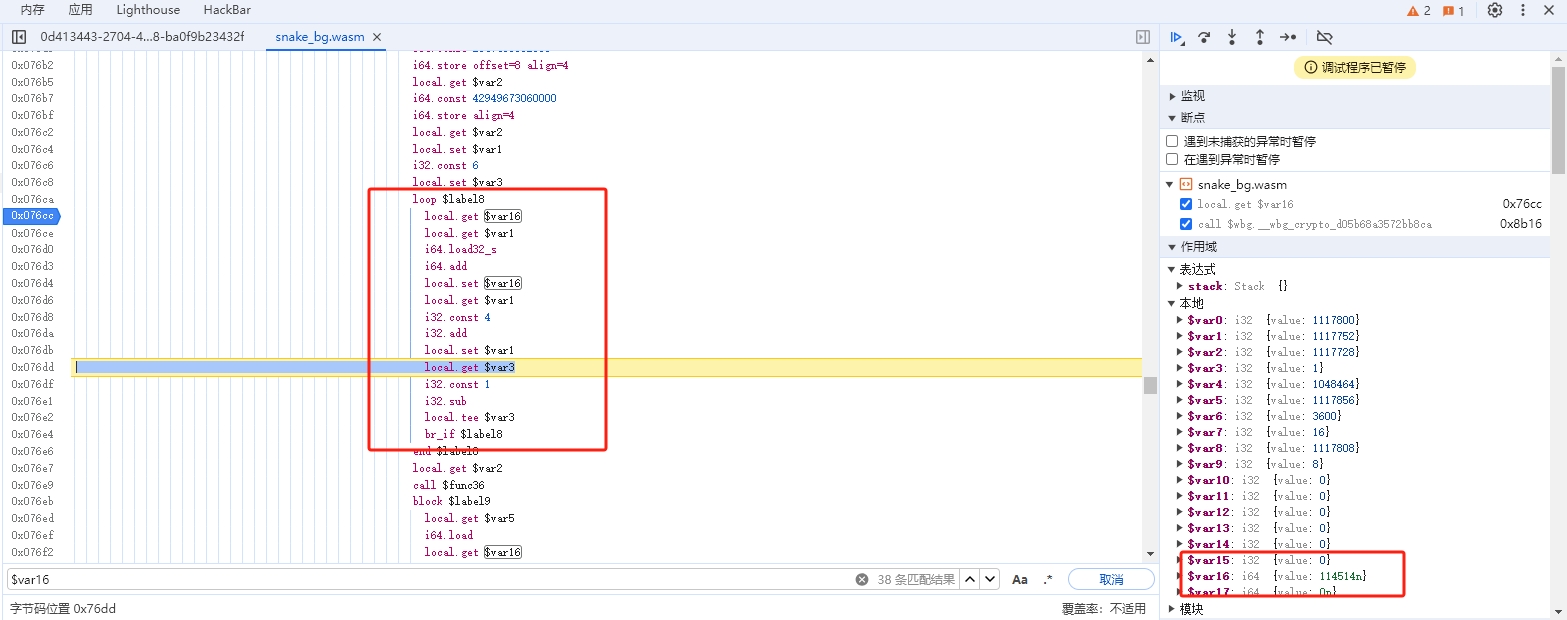 内存 应用 Lighthouse HackBar 2 1
0d413443-2704-4...8-ba0f9b23432f snake_bg.wasm
0x076b2 i64.store offset=8 align=4
0x076b5 local.get $var2
0x076b7 i64.const 42949673060000
0x076bf i64.store align=4
0x076c2 local.get $var2
0x076c4 local.set $var1
0x076c6 i32.const 6
0x076c8 local.set $var3
0x076ca loop $label8
0x076cc local.get $var16
0x076ce local.get $var1
0x076d0 i64.load32_s
0x076d3 i64.add
0x076d4 local.set $var16
0x076d6 local.get $var1
0x076d8 i32.const 4
0x076da i32.add
0x076db local.set $var1
0x076dd local.get $var3
0x076df i32.const 1
0x076e1 i32.sub
0x076e2 local.tee $var3
0x076e4 br_if $label8
0x076e6 end $label8
0x076e7 local.get $var2
0x076e9 call $func36
0x076eb block $label9
0x076ed local.get $var5
0x076ef i64.load
0x076f2 local.get $var16
$var16 38 条匹配结果 Aa .* 取消
字节码位置 0x76dd 覆盖率：不适用
调试程序已暂停
监视
断点
遇到未捕获的异常时暂停
在遇到异常时暂停
snake_bg.wasm
local.get $var16 0x76cc
call $wbg.__wbg_crypto_d05b68a3572bb8ca 0x8b16
作用域
表达式
stack: Stack {}
本地
$var0: i32 {value: 1117800}
$var1: i32 {value: 1117752}
$var2: i32 {value: 1117728}
$var3: i32 {value: 1}
$var4: i32 {value: 1048464}
$var5: i32 {value: 1117856}
$var6: i32 {value: 3600}
$var7: i32 {value: 16}
$var8: i32 {value: 1117808}
$var9: i32 {value: 8}
$var10: i32 {value: 0}
$var11: i32 {value: 0}
$var12: i32 {value: 0}
$var13: i32 {value: 0}
$var14: i32 {value: 0}
$var15: i32 {value: 0}
$var16: i64 {value: 114514n}
$var17: i64 {value: 0n}
模块